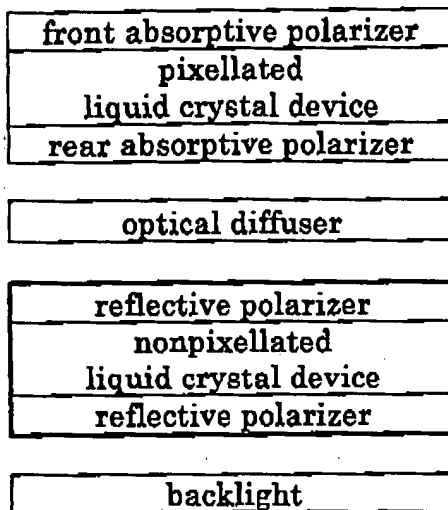 front absorptive polarizer
pixellated
liquid crystal device
rear absorptive polarizer
optical diffuser
reflective polarizer
nonpixellated
liquid crystal device
reflective polarizer
backlight